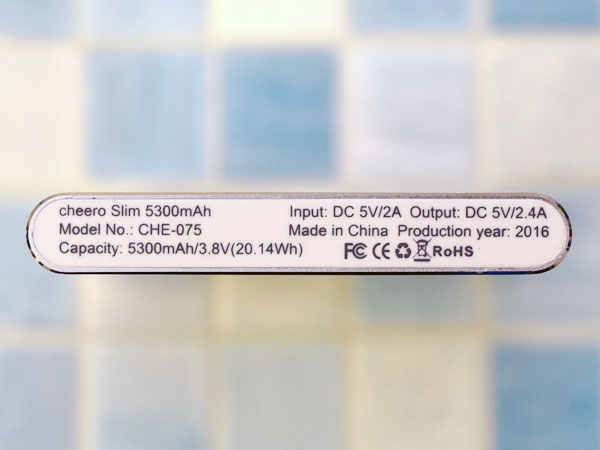 cheero Slim 5300mAh Input: DC 5V/2A Output: DC 5V/2.4A
Model No.: CHE-075 Made in China Production year: 2016
Capacity: 5300mAh/3.8V(20.14Wh) FC CE RoHS